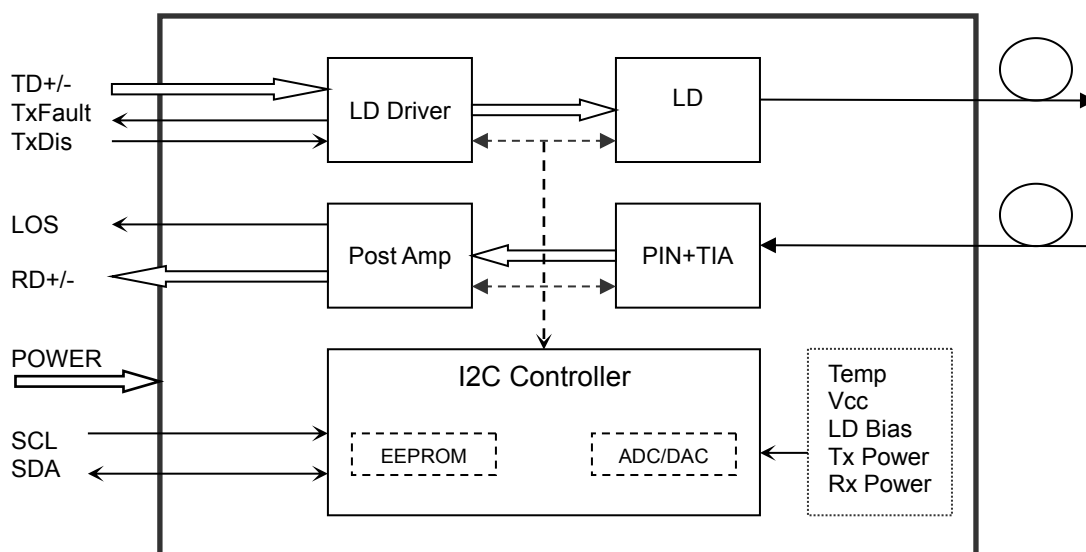 TD+/-
TxFault
TxDis
LD Driver
LD
LOS
RD+/-
Post Amp
PIN+TIA
POWER
SCL
SDA
I2C Controller
EEPROM
ADC/DAC
Temp
Vcc
LD Bias
Tx Power
Rx Power